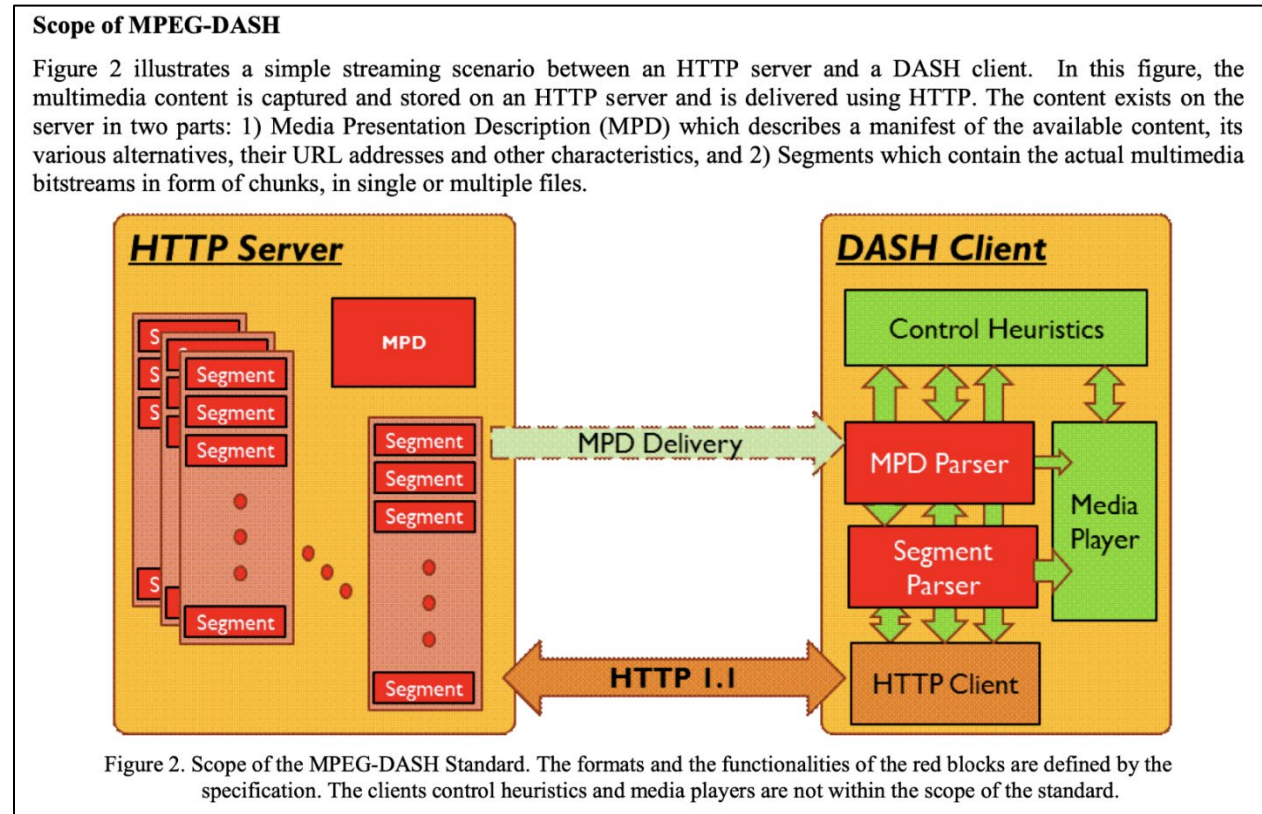 Scope of MPEG-DASH
Figure 2 illustrates a simple streaming scenario between an HTTP server and a DASH client. In this figure, the
multimedia content is captured and stored on an HTTP server and is delivered using HTTP. The content exists on the
server in two parts: 1) Media Presentation Description (MPD) which describes a manifest of the available content, its
various alternatives, their URL addresses and other characteristics, and 2) Segments which contain the actual multimedia
bitstreams in form of chunks, in single or multiple files.
HTTP Server
MPD
S
S
S
S
Segment
Segment
Segment
Segment
Segment
Segment
Segment
Segment
MPD Delivery
HTTP 1.1
DASH Client
Control Heuristics
MPD Parser
Segment
Parser
Media
Player
HTTP Client
Figure 2. Scope of the MPEG-DASH Standard. The formats and the functionalities of the red blocks are defined by the
specification. The clients control heuristics and media players are not within the scope of the standard.